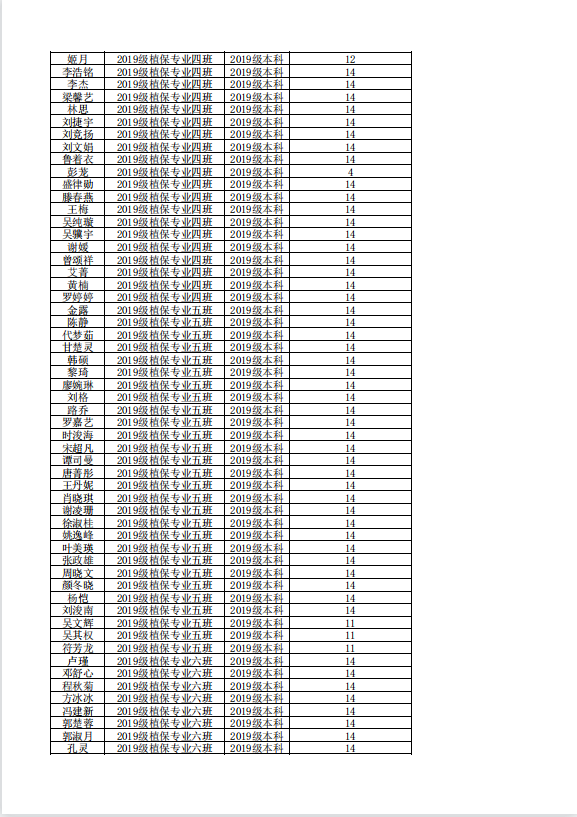 姬月 2019级植保专业四班 2019级本科 12
李浩铭 2019级植保专业四班 2019级本科 14
李杰 2019级植保专业四班 2019级本科 14
梁馨艺 2019级植保专业四班 2019级本科 14
林思 2019级植保专业四班 2019级本科 14
刘捷宇 2019级植保专业四班 2019级本科 14
刘竞扬 2019级植保专业四班 2019级本科 14
刘文娟 2019级植保专业四班 2019级本科 14
鲁着衣 2019级植保专业四班 2019级本科 14
彭茏 2019级植保专业四班 2019级本科 4
盛律勋 2019级植保专业四班 2019级本科 14
滕春燕 2019级植保专业四班 2019级本科 14
王梅 2019级植保专业四班 2019级本科 14
吴纯璇 2019级植保专业四班 2019级本科 14
吴骥宇 2019级植保专业四班 2019级本科 14
谢媛 2019级植保专业四班 2019级本科 14
曾颂祥 2019级植保专业四班 2019级本科 14
艾菁 2019级植保专业四班 2019级本科 14
黄楠 2019级植保专业四班 2019级本科 14
罗婷婷 2019级植保专业四班 2019级本科 14
金露 2019级植保专业五班 2019级本科 14
陈静 2019级植保专业五班 2019级本科 14
代梦茹 2019级植保专业五班 2019级本科 14
甘楚灵 2019级植保专业五班 2019级本科 14
韩硕 2019级植保专业五班 2019级本科 14
黎琦 2019级植保专业五班 2019级本科 14
廖婉琳 2019级植保专业五班 2019级本科 14
刘格 2019级植保专业五班 2019级本科 14
路乔 2019级植保专业五班 2019级本科 14
罗嘉艺 2019级植保专业五班 2019级本科 14
时浚海 2019级植保专业五班 2019级本科 14
宋超凡 2019级植保专业五班 2019级本科 14
谭司曼 2019级植保专业五班 2019级本科 14
唐菁彤 2019级植保专业五班 2019级本科 14
王丹妮 2019级植保专业五班 2019级本科 14
肖晓琪 2019级植保专业五班 2019级本科 14
谢凌珊 2019级植保专业五班 2019级本科 14
徐淑桂 2019级植保专业五班 2019级本科 14
姚逸峰 2019级植保专业五班 2019级本科 14
叶美瑛 2019级植保专业五班 2019级本科 14
张政雄 2019级植保专业五班 2019级本科 14
周晓文 2019级植保专业五班 2019级本科 14
颜冬晓 2019级植保专业五班 2019级本科 14
杨恺 2019级植保专业五班 2019级本科 14
刘浚南 2019级植保专业五班 2019级本科 14
吴文辉 2019级植保专业五班 2019级本科 11
吴其权 2019级植保专业五班 2019级本科 11
符芳龙 2019级植保专业五班 2019级本科 11
卢瑾 2019级植保专业六班 2019级本科 14
邓舒心 2019级植保专业六班 2019级本科 14
程秋菊 2019级植保专业六班 2019级本科 14
方冰冰 2019级植保专业六班 2019级本科 14
冯建新 2019级植保专业六班 2019级本科 14
郭楚蓉 2019级植保专业六班 2019级本科 14
郭淑月 2019级植保专业六班 2019级本科 14
孔灵 2019级植保专业六班 2019级本科 14